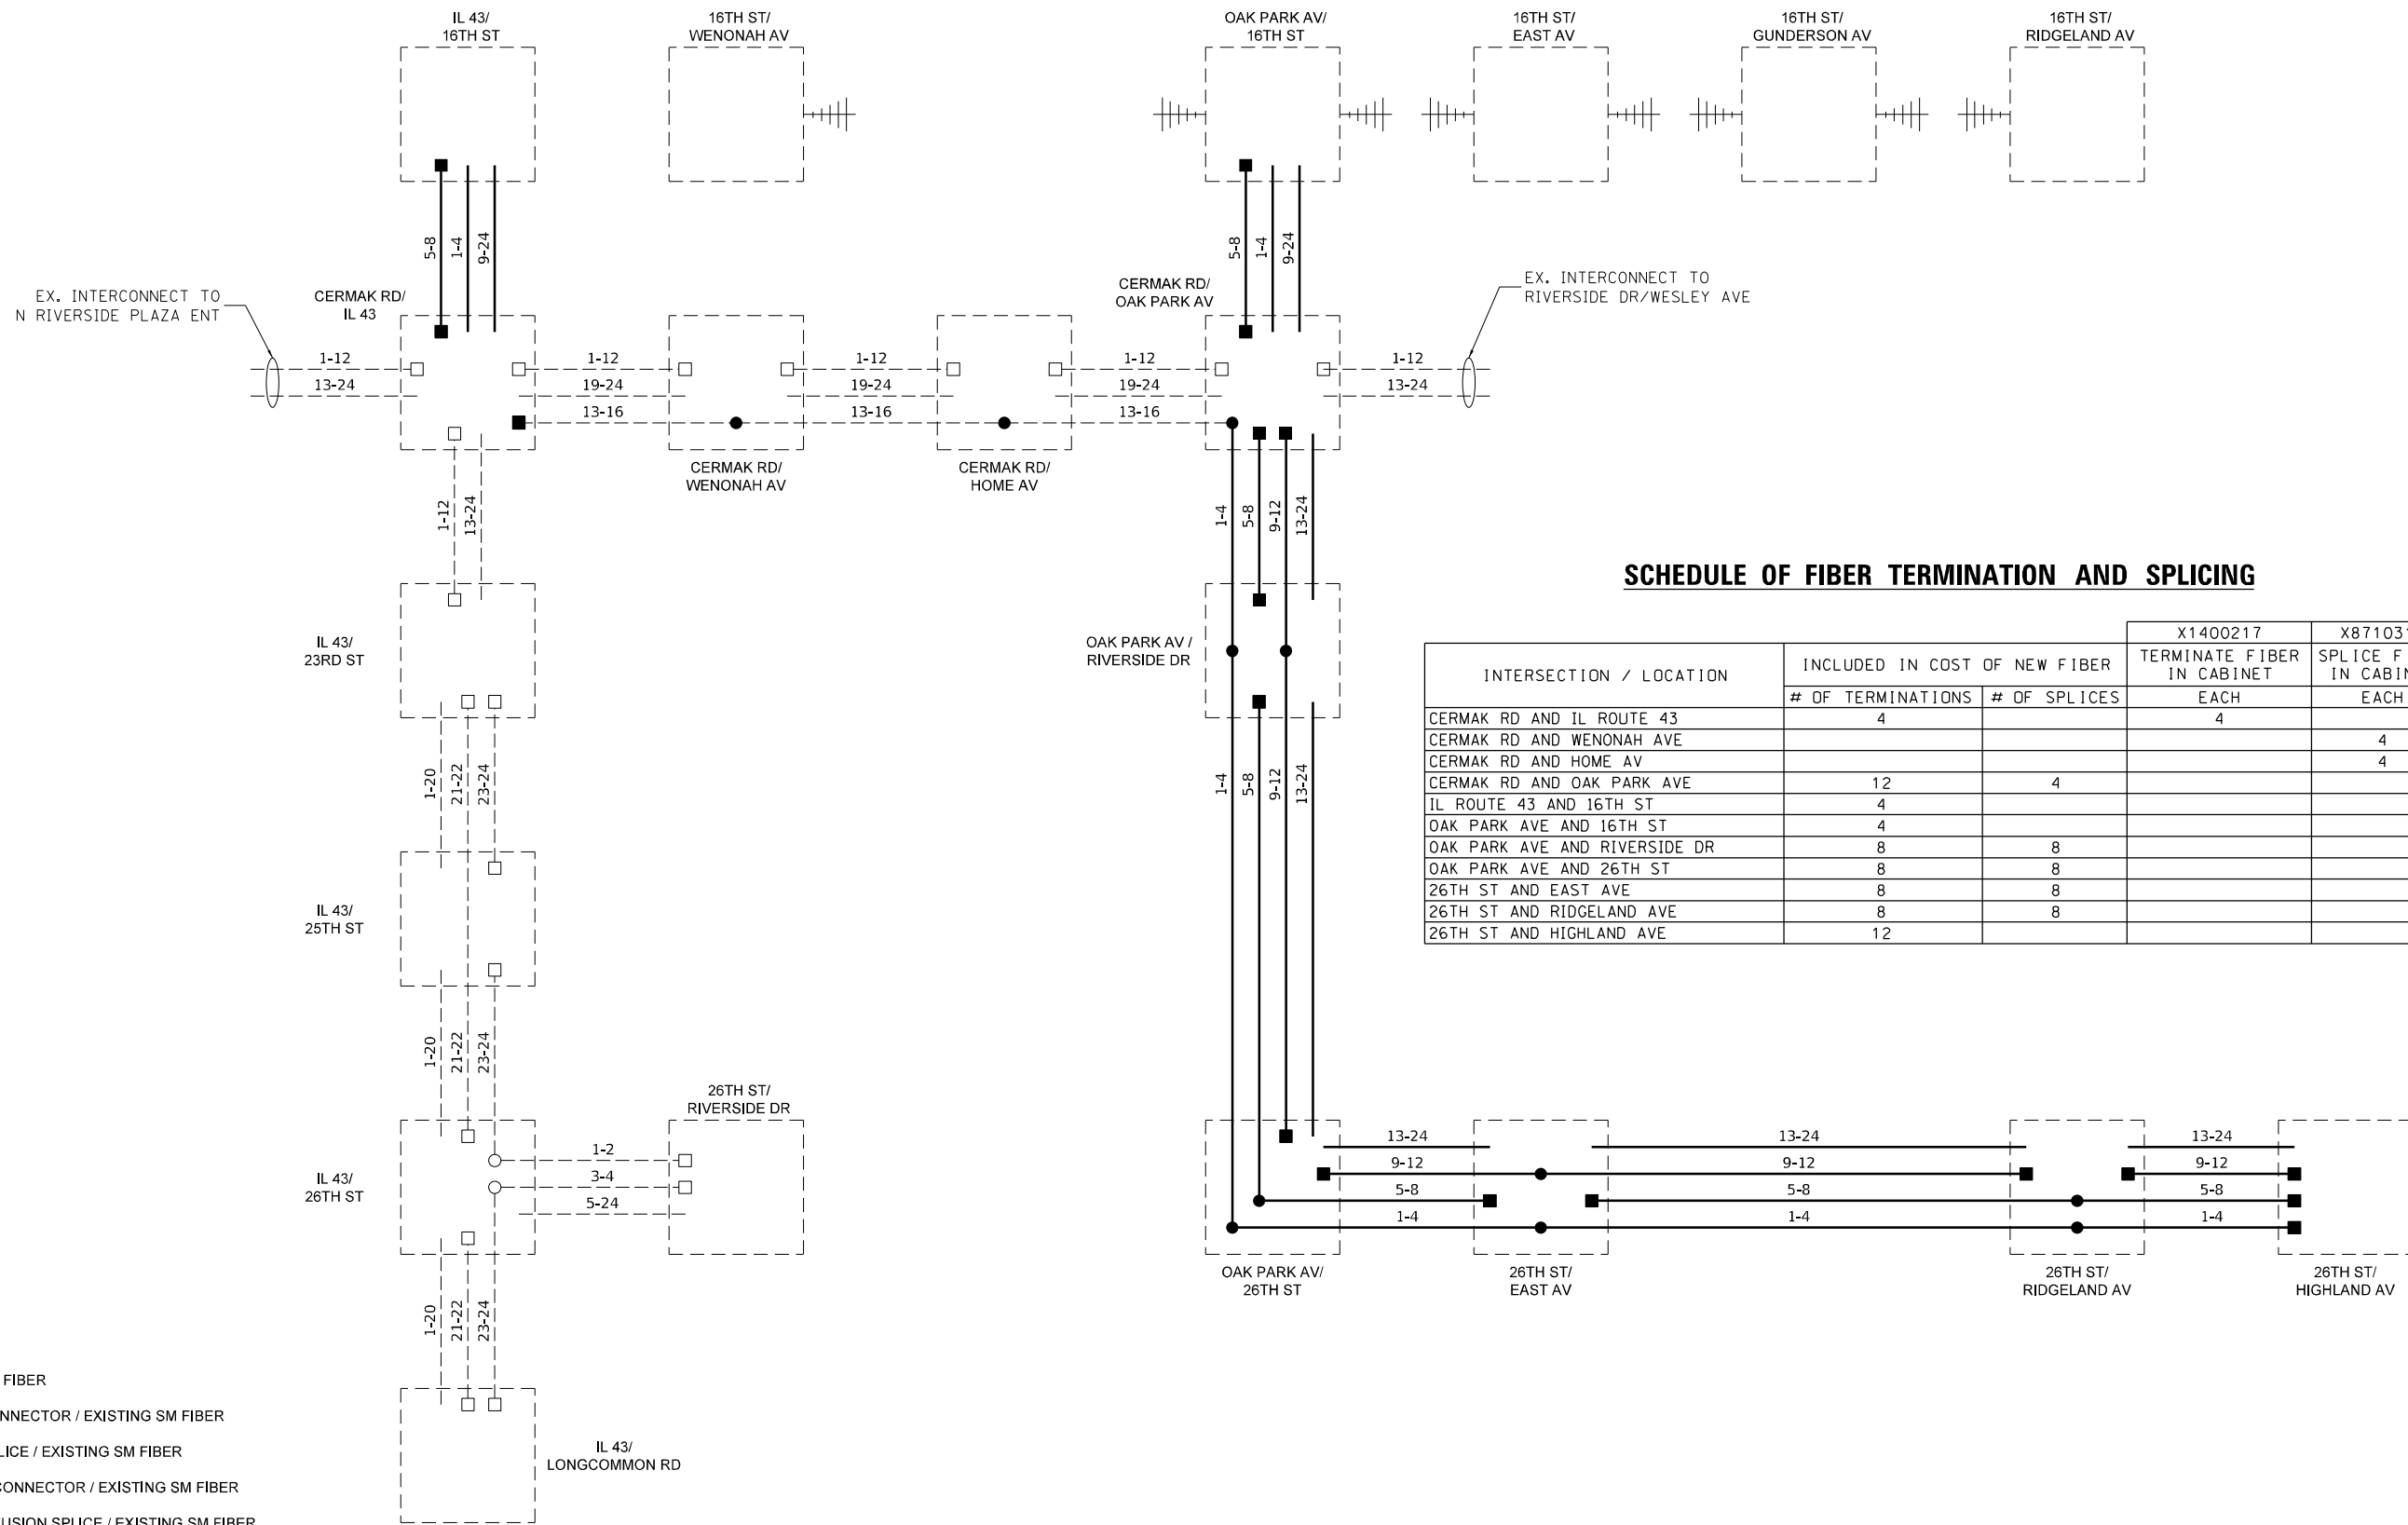 IL 43/
16TH ST
16TH ST/
WENONAH AV
OAK PARK AV/
16TH ST
16TH ST/
EAST AV
16TH ST/
GUNDERSON AV
16TH ST/
RIDGELAND AV
5-8
1-4
9-24
5-8
1-4
9-24
EX. INTERCONNECT TO
N RIVERSIDE PLAZA ENT
CERMAK RD/
IL 43
CERMAK RD/
OAK PARK AV
EX. INTERCONNECT TO
RIVERSIDE DR/WESLEY AVE
1-12
13-24
1-12
19-24
13-16
1-12
19-24
13-16
1-12
19-24
13-16
1-12
13-24
CERMAK RD/
WENONAH AV
CERMAK RD/
HOME AV
1-12
13-24
1-4
5-8
9-12
13-24
IL 43/
23RD ST
OAK PARK AV /
RIVERSIDE DR
SCHEDULE OF FIBER TERMINATION AND SPLICING
X1400217
INTERSECTION / LOCATION
INCLUDED IN COST OF NEW FIBER
TERMINATE FIBER
IN CABINET
SPLICE
IN
# OF TERMINATIONS
# OF SPLICES
EACH
EACH
CERMAK RD AND IL ROUTE 43 4 4
CERMAK RD AND WENONAH AVE 4
CERMAK RD AND HOME AV 4
CERMAK RD AND OAK PARK AVE 12 4
IL ROUTE 43 AND 16TH ST 4
OAK PARK AVE AND 16TH ST 4
OAK PARK AVE AND RIVERSIDE DR 8 8
OAK PARK AVE AND 26TH ST 8 8
26TH ST AND EAST AVE 8 8
26TH ST AND RIDGELAND AVE 8 8
26TH ST AND HIGHLAND AVE 12
1-20
21-22
23-24
1-4
5-8
9-12
13-24
IL 43/
25TH ST
1-20
21-22
23-24
26TH ST/
RIVERSIDE DR
1-2
3-4
5-24
IL 43/
26TH ST
13-24
9-12
5-8
1-4
13-24
9-12
5-8
1-4
13-24
9-12
5-8
1-4
OAK PARK AV/
26TH ST
26TH ST/
EAST AV
26TH ST/
RIDGELAND AV
26TH ST/
HIGHLAND AV
1-20
21-22
23-24
IL 43/
LONGCOMMON RD
FIBER
/ EXISTING SM FIBER
/ EXISTING SM FIBER
CONNECTOR / EXISTING SM FIBER
SPLICE / EXISTING SM FIBER